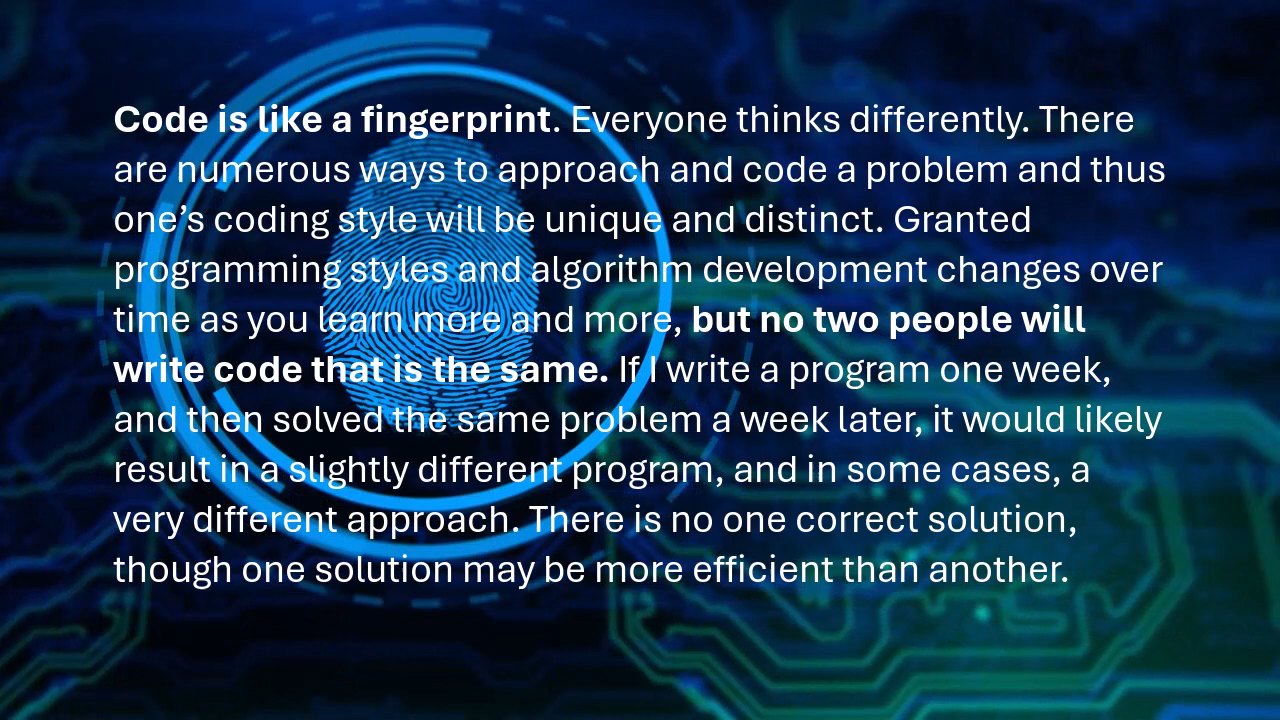 Code is like a fingerprint. Everyone thinks differently. There
are numerous ways to approach and code a problem and thus
one’s coding style will be unique and distinct. Granted
programming styles and algorithm development changes over
time as you learn more and more, but no two people will
write code that is the same. If I write a program one week,
and then solved the same problem a week later, it would likely
result in a slightly different program, and in some cases, a
very different approach. There is no one correct solution,
though one solution may be more efficient than another.